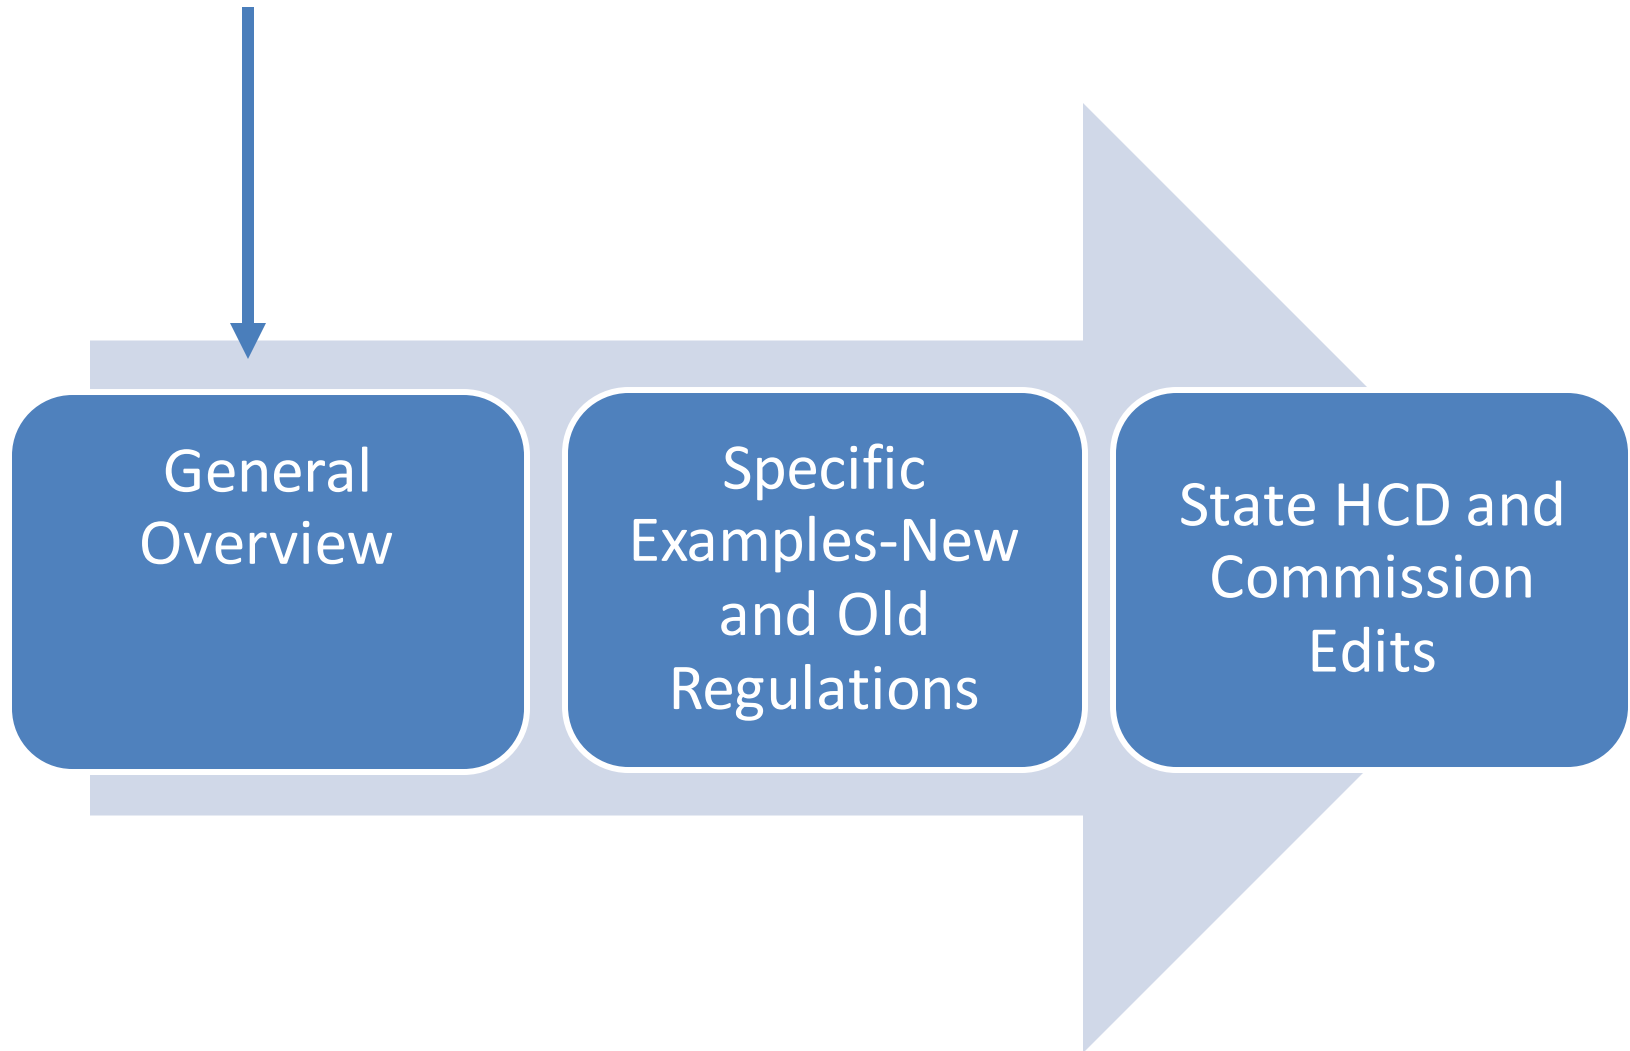 General
Overview
Specific
Examples-New
and Old
Regulations
State HCD and
Commission
Edits